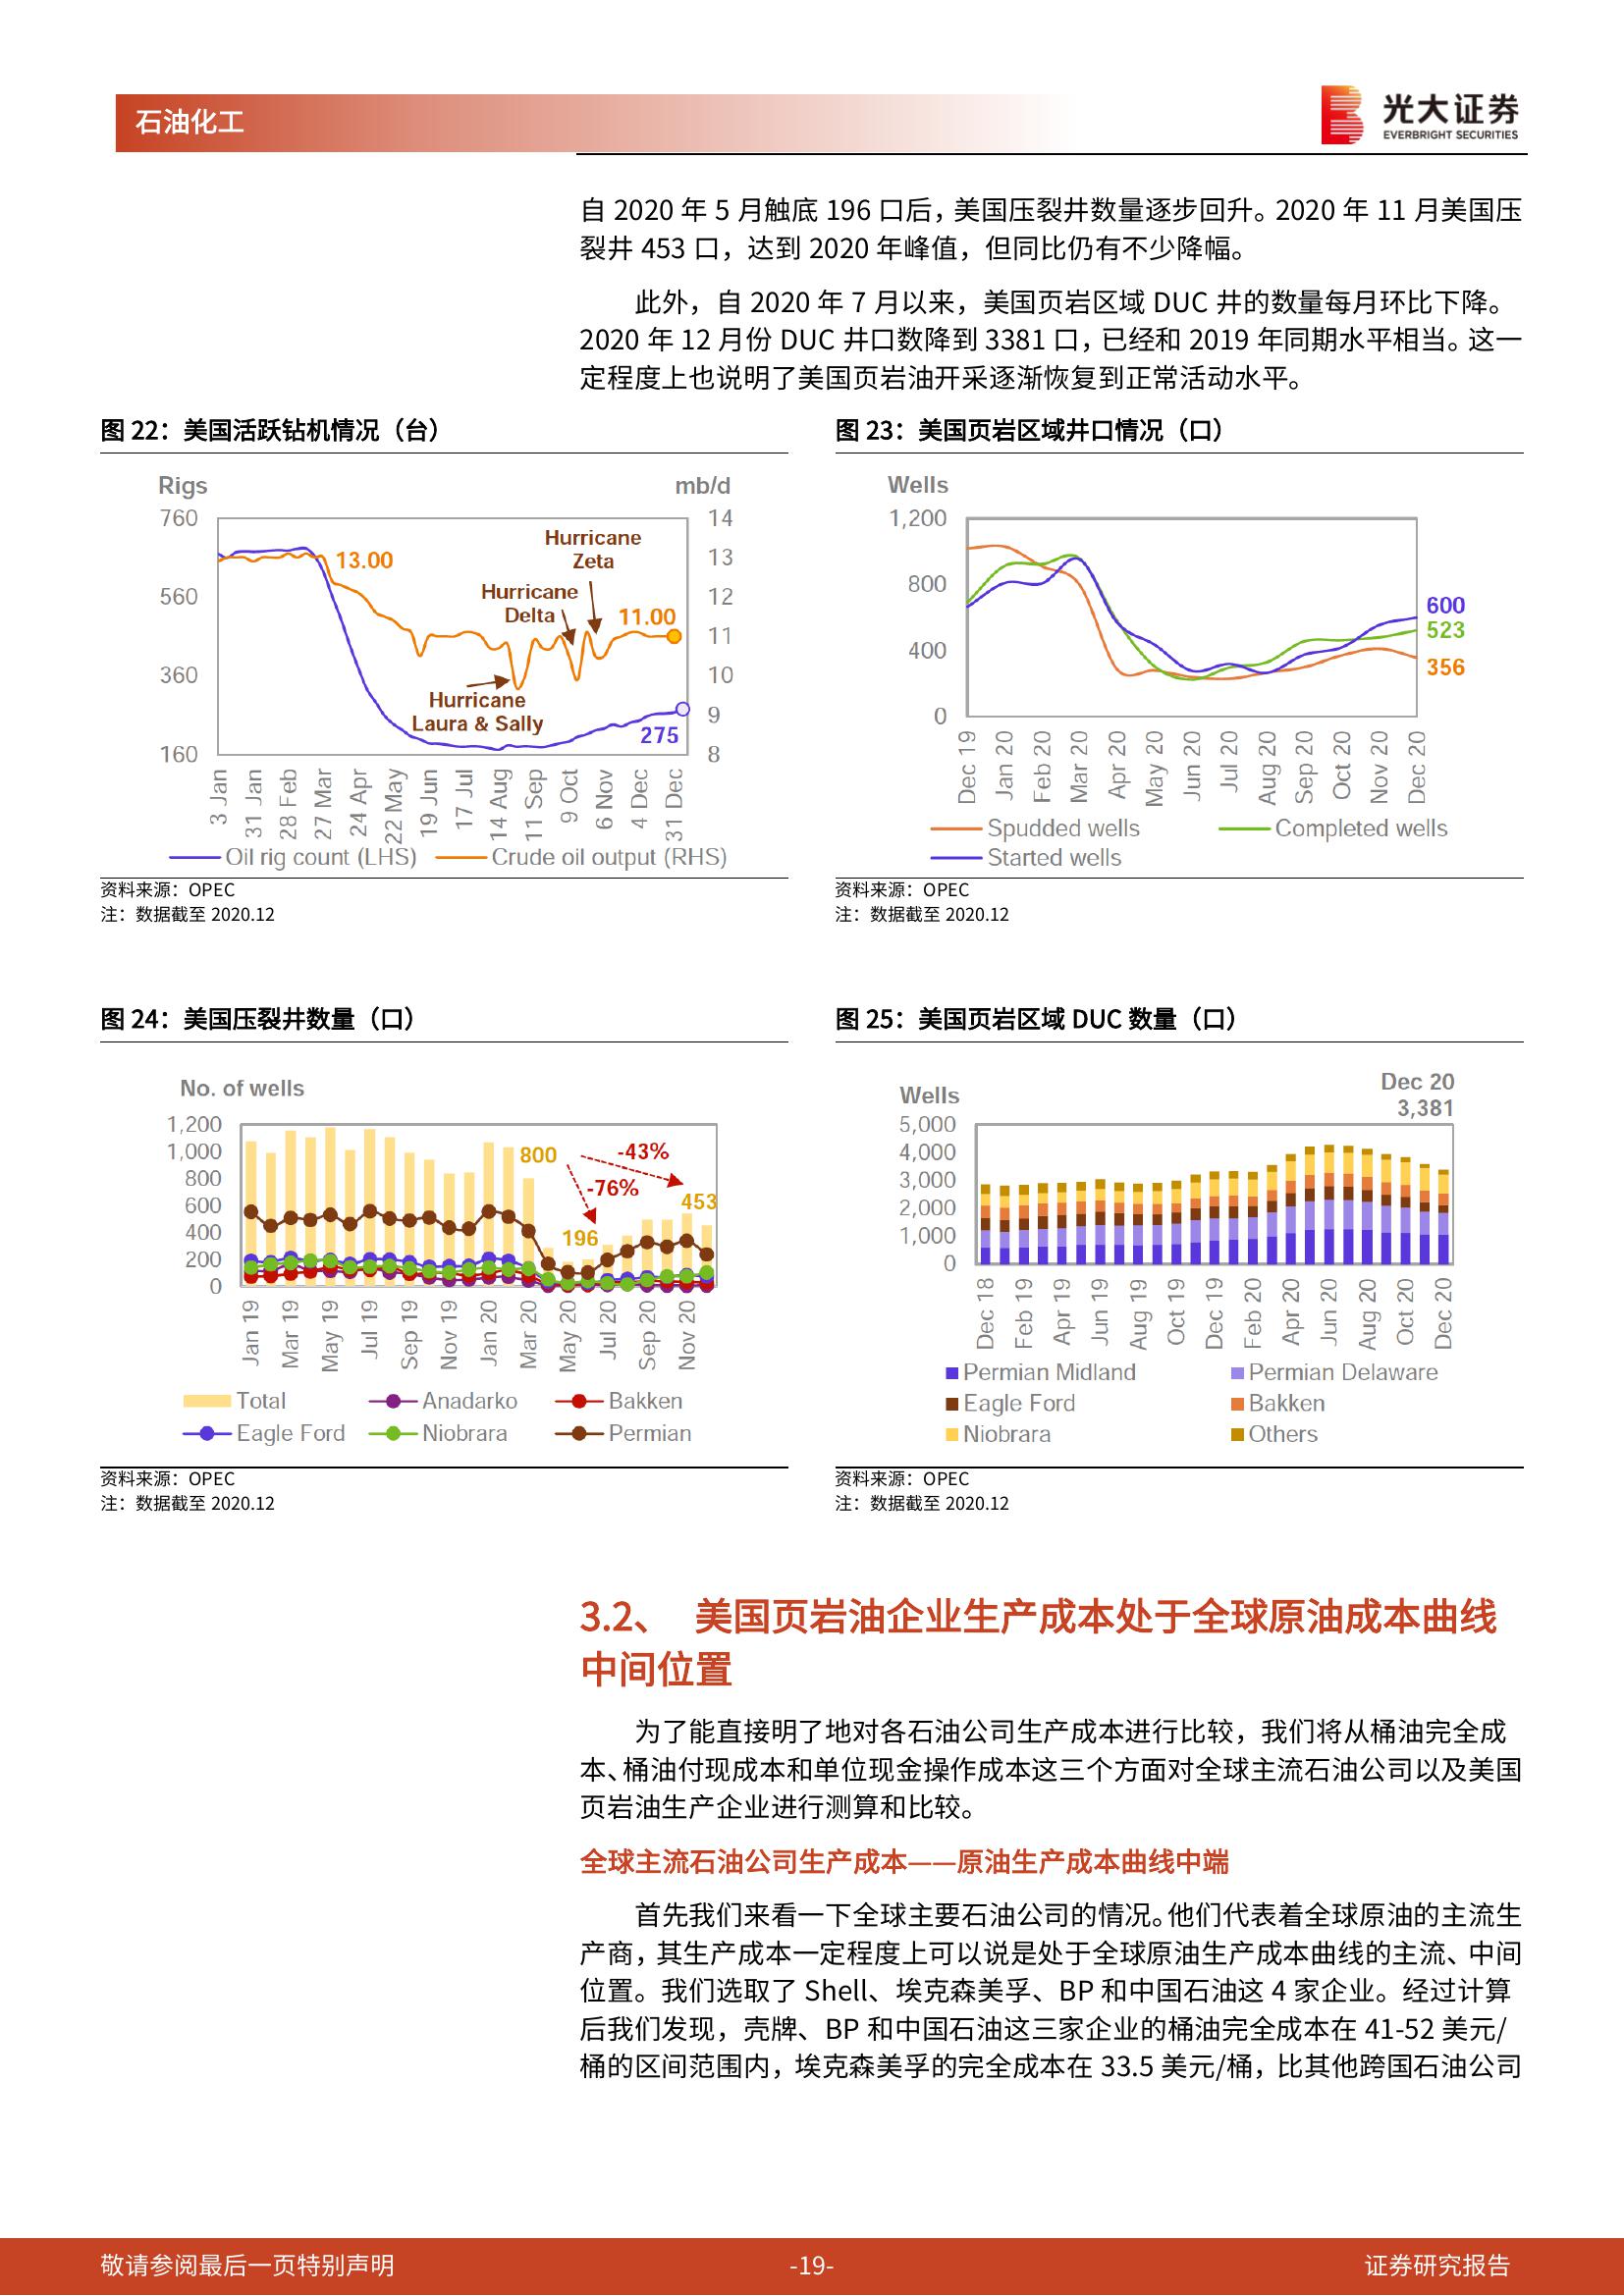 石油化工
光大证券
EVERBRIGHT SECURITIES
自 2020 年 5 月触底 196 口后，美国压裂井数量逐步回升。2020 年 11 月美国压
裂井 453 口，达到 2020 年峰值，但同比仍有不少降幅。
此外，自 2020 年 7 月以来，美国页岩区域 DUC 井的数量每月环比下降。
2020 年 12 月份 DUC 井口数降到 3381 口，已经和 2019 年同期水平相当。这一
定程度上也说明了美国页岩油开采逐渐恢复到正常活动水平。
图 22：美国活跃钻机情况（台）
Rigs
mb/d
760
560
360
160
14
13
12
11
10
9
8
13.00
Hurricane
Zeta
Hurricane
Delta
11.00
Hurricane
Laura & Sally
275
3 Jan
31 Jan
28 Feb
27 Mar
24 Apr
22 May
19 Jun
17 Jul
14 Aug
11 Sep
9 Oct
6 Nov
4 Dec
31 Dec
Oil rig count (LHS)
Crude oil output (RHS)
资料来源：OPEC
注：数据截至 2020.12
图 23：美国页岩区域井口情况（口）
Wells
1,200
800
400
0
600
523
356
Dec 19
Jan 20
Feb 20
Mar 20
Apr 20
May 20
Jun 20
Jul 20
Aug 20
Sep 20
Oct 20
Nov 20
Dec 20
Spudded wells
Completed wells
Started wells
资料来源：OPEC
注：数据截至 2020.12
图 24：美国压裂井数量（口）
No. of wells
1,200
1,000
800
600
400
200
0
800
-43%
-76%
453
196
Jan 19
Mar 19
May 19
Jul 19
Sep 19
Nov 19
Jan 20
Mar 20
May 20
Jul 20
Sep 20
Nov 20
Total
Anadarko
Bakken
Eagle Ford
Niobrara
Permian
资料来源：OPEC
注：数据截至 2020.12
图 25：美国页岩区域 DUC 数量（口）
Wells
Dec 20
3,381
5,000
4,000
3,000
2,000
1,000
0
Dec 18
Feb 19
Apr 19
Jun 19
Aug 19
Oct 19
Dec 19
Feb 20
Apr 20
Jun 20
Aug 20
Oct 20
Dec 20
Permian Midland
Permian Delaware
Eagle Ford
Bakken
Niobrara
Others
资料来源：OPEC
注：数据截至 2020.12
3.2、 美国页岩油企业生产成本处于全球原油成本曲线
中间位置
为了能直接明了地对各石油公司生产成本进行比较，我们将从桶油完全成
本、桶油付现成本和单位现金操作成本这三个方面对全球主流石油公司以及美国
页岩油生产企业进行测算和比较。
全球主流石油公司生产成本——原油生产成本曲线中端
首先我们来看一下全球主要石油公司的情况。他们代表着全球原油的主流生
产商，其生产成本一定程度上可以说是处于全球原油生产成本曲线的主流、中间
位置。我们选取了 Shell、埃克森美孚、BP 和中国石油这 4 家企业。经过计算
后我们发现，壳牌、BP 和中国石油这三家企业的桶油完全成本在 41-52 美元/
桶的区间范围内，埃克森美孚的完全成本在 33.5 美元/桶，比其他跨国石油公司
敬请参阅最后一页特别声明
-19-
证券研究报告